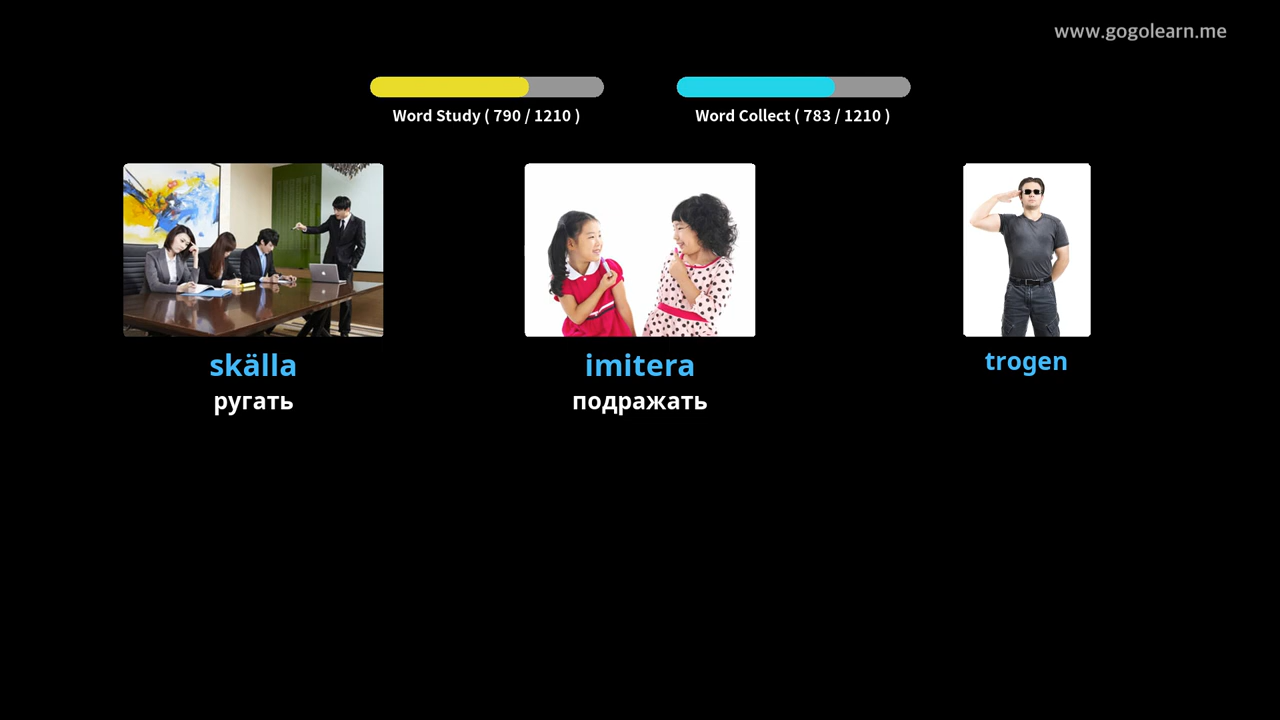 www.gogolearn.me
Word Study ( 790 / 1210 )
Word Collect ( 783 / 1210 )
skälla
ругать
imitera
подражать
trogen